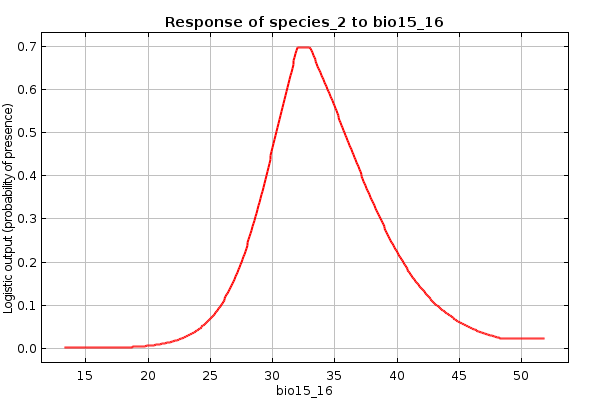 Response of species_2 to bio15_16
Logistic output (probability of presence)
0.7
0.6
0.5
0.4
0.3
0.2
0.1
0.0
15 20 25 30 35 40 45 50
bio15_16